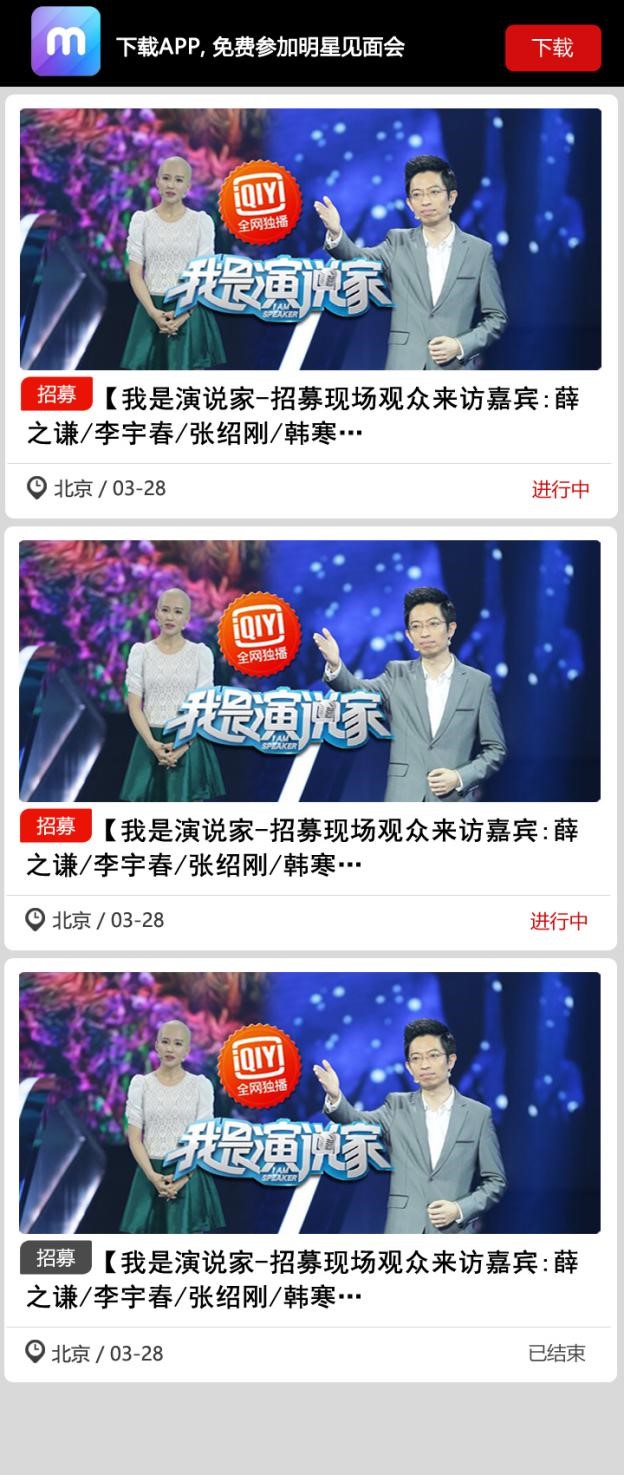 m
下载APP, 免费参加明星见面会
下载
iQIYI
全网独播
我是演说家
I AM
SPEAKER
招募
【我是演说家-招募现场观众来访嘉宾:薛
之谦/李宇春/张绍刚/韩寒…
北京 / 03-28
进行中
iQIYI
全网独播
我是演说家
I AM
SPEAKER
招募
【我是演说家-招募现场观众来访嘉宾:薛
之谦/李宇春/张绍刚/韩寒…
北京 / 03-28
进行中
iQIYI
全网独播
我是演说家
I AM
SPEAKER
招募
【我是演说家-招募现场观众来访嘉宾:薛
之谦/李宇春/张绍刚/韩寒…
北京 / 03-28
已结束